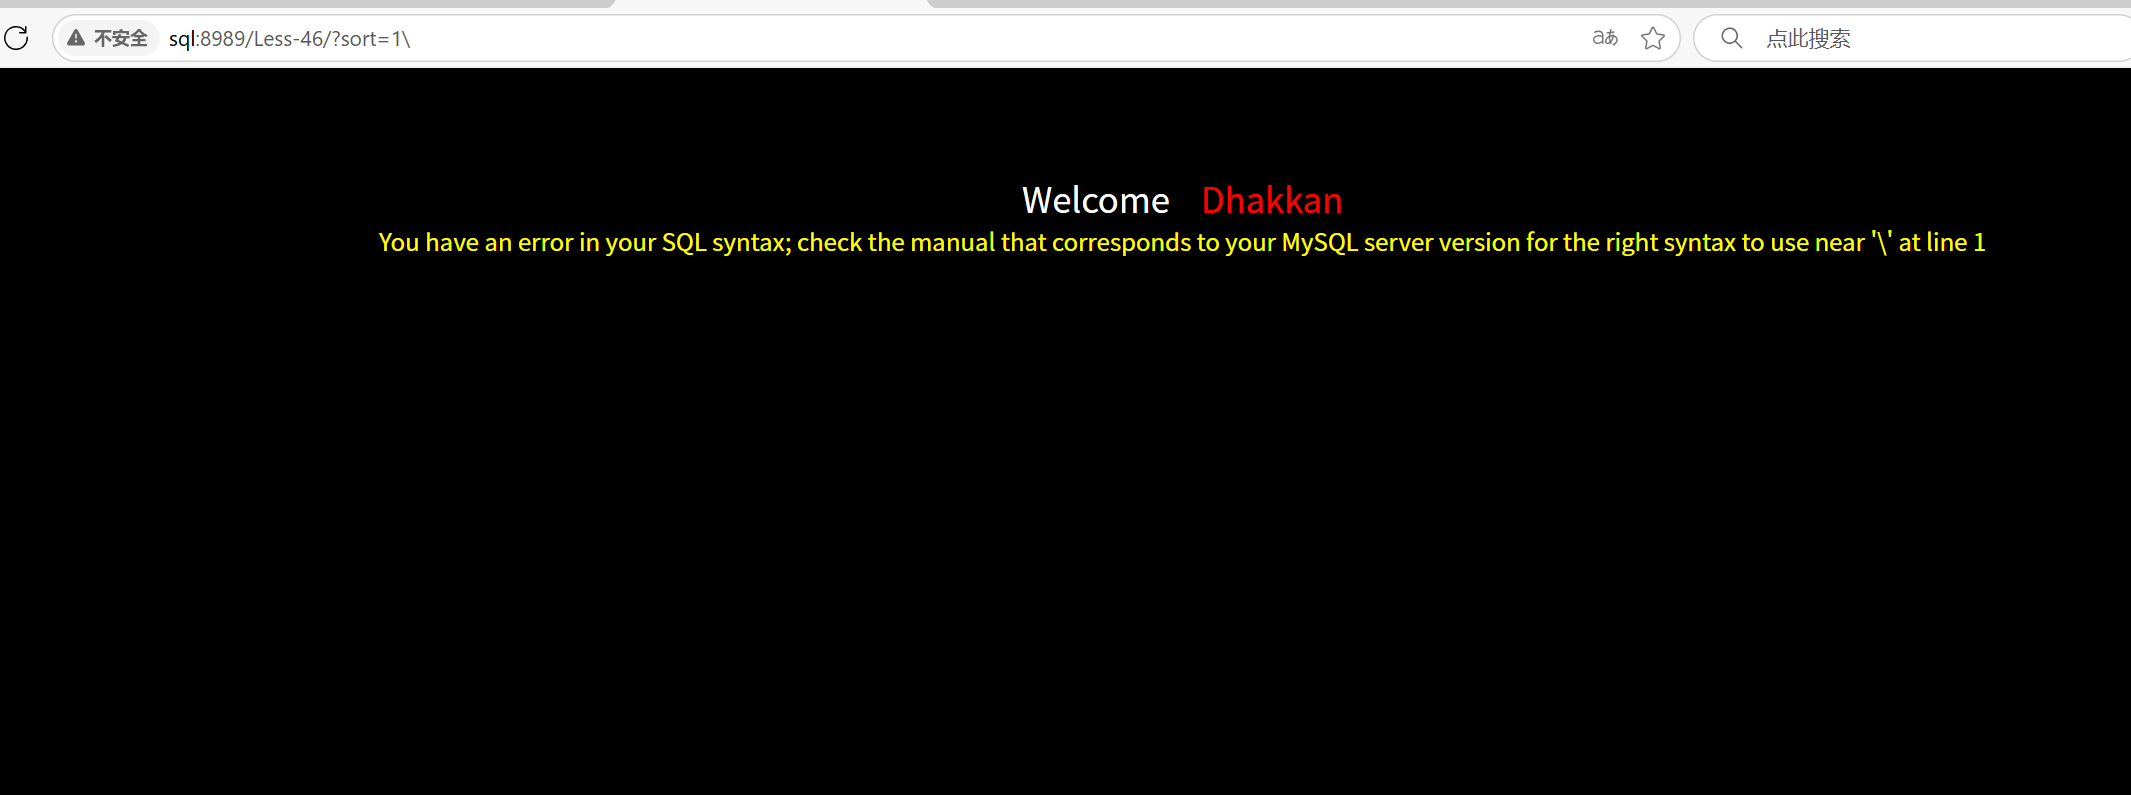 不安全 sql:8989/Less-46/?sort=1\ aあ 点此搜索
Welcome Dhakkan
You have an error in your SQL syntax; check the manual that corresponds to your MySQL server version for the right syntax to use near '\' at line 1